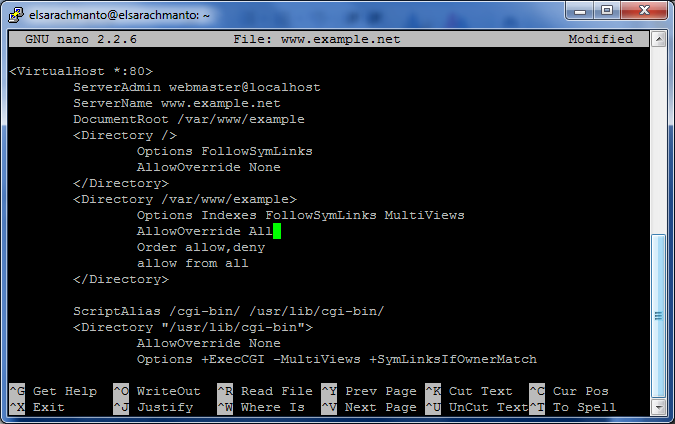 elsarachmanto@elsarachmanto: ~
GNU nano 2.2.6 File: www.example.net Modified
<VirtualHost *:80>
ServerAdmin webmaster@localhost
ServerName www.example.net
DocumentRoot /var/www/example
<Directory />
Options FollowSymLinks
AllowOverride None
</Directory>
<Directory /var/www/example>
Options Indexes FollowSymLinks MultiViews
AllowOverride All
Order allow,deny
allow from all
</Directory>
ScriptAlias /cgi-bin/ /usr/lib/cgi-bin/
<Directory "/usr/lib/cgi-bin">
AllowOverride None
Options +ExecCGI -MultiViews +SymLinksIfOwnerMatch
^G Get Help ^O WriteOut ^R Read File ^Y Prev Page ^K Cut Text ^C Cur Pos
^X Exit ^J Justify ^W Where Is ^V Next Page ^U UnCut Text^T To Spell